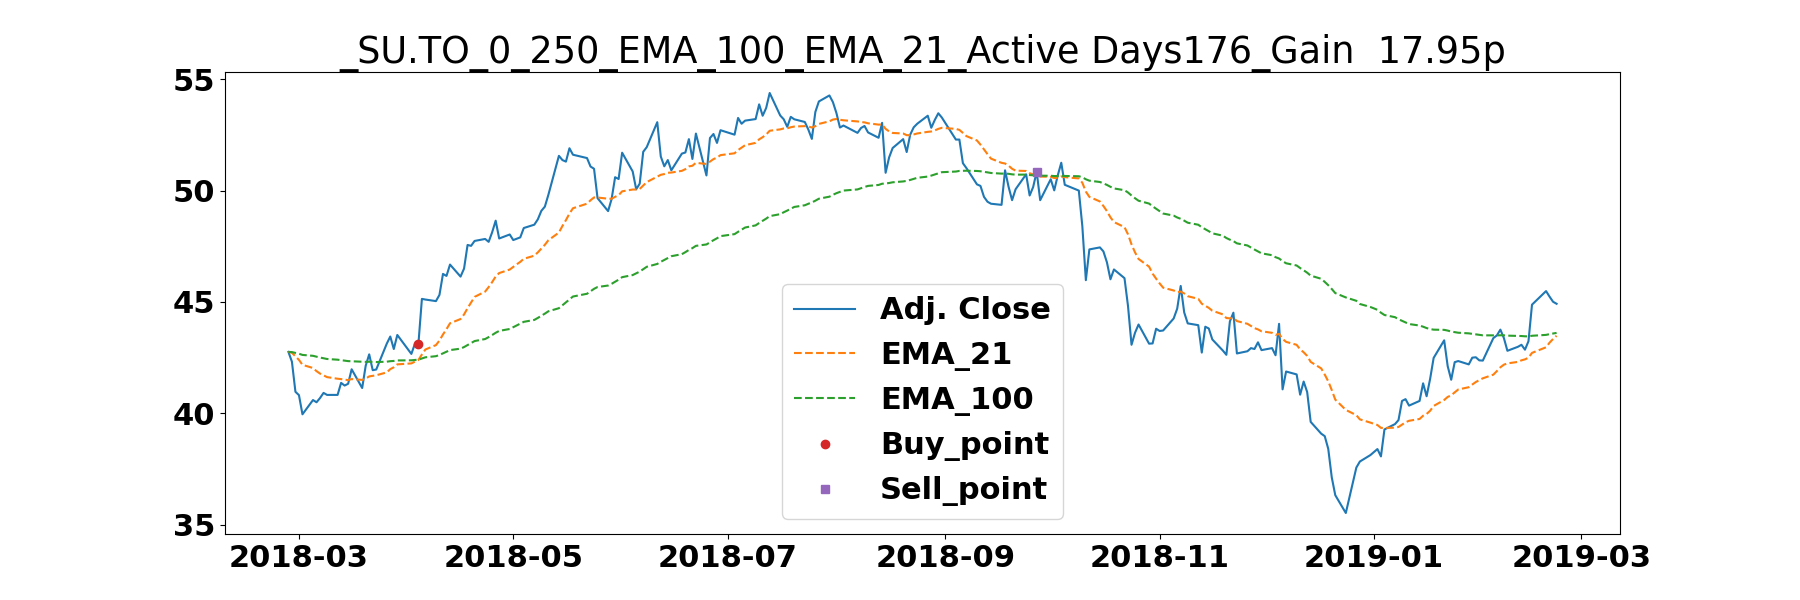 _SU.TO_0_250_EMA_100_EMA_21_Active Days176_Gain  17.95p
55
50
45
40
35
Adj. Close
EMA_21
EMA_100
Buy_point
Sell_point
2018-03 2018-05 2018-07 2018-09 2018-11 2019-01 2019-03